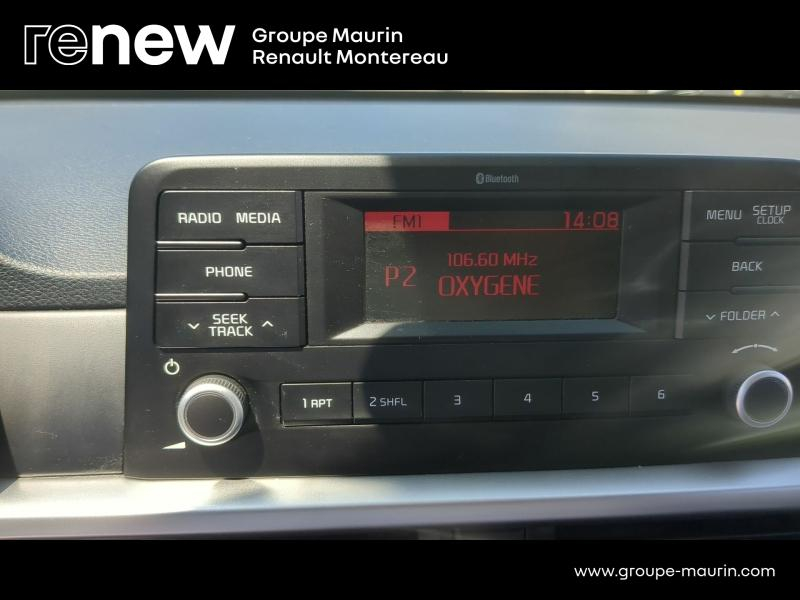 renew
Groupe Maurin
Renault Montereau
Bluetooth
RADIO MEDIA
FM1 14:08
MENU SETUP
CLOCK
PHONE
106.60 MHz
P2 OXYGENE
BACK
SEEK
TRACK
FOLDER
1 RPT 2 SHFL 3 4 5 6
www.groupe-maurin.com